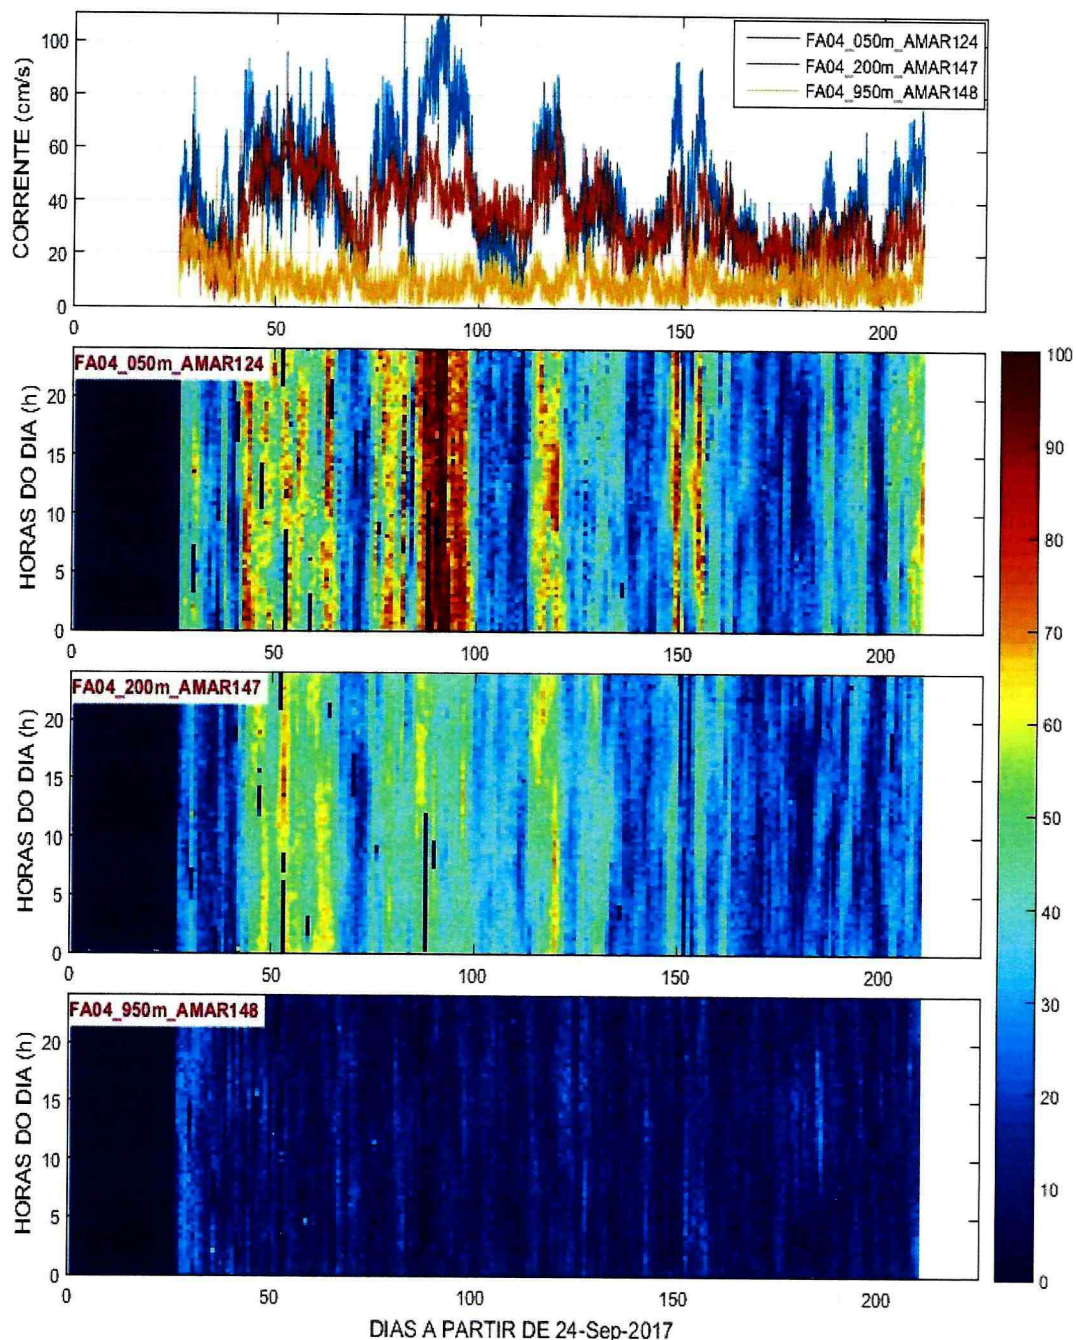 CORRENTE (cm/s)
100
80
60
40
20
0
FA04_050m_AMAR124
FA04_200m_AMAR147
FA04_950m_AMAR148
0 50 100 150 200
FA04_050m_AMAR124
HORAS DO DIA (h)
20
15
10
5
0
0 50 100 150 200
FA04_200m_AMAR147
HORAS DO DIA (h)
20
15
10
5
0
0 50 100 150 200
FA04_950m_AMAR148
HORAS DO DIA (h)
20
15
10
5
0
0 50 100 150 200
DIAS A PARTIR DE 24-Sep-2017
100
90
80
70
60
50
40
30
20
10
0